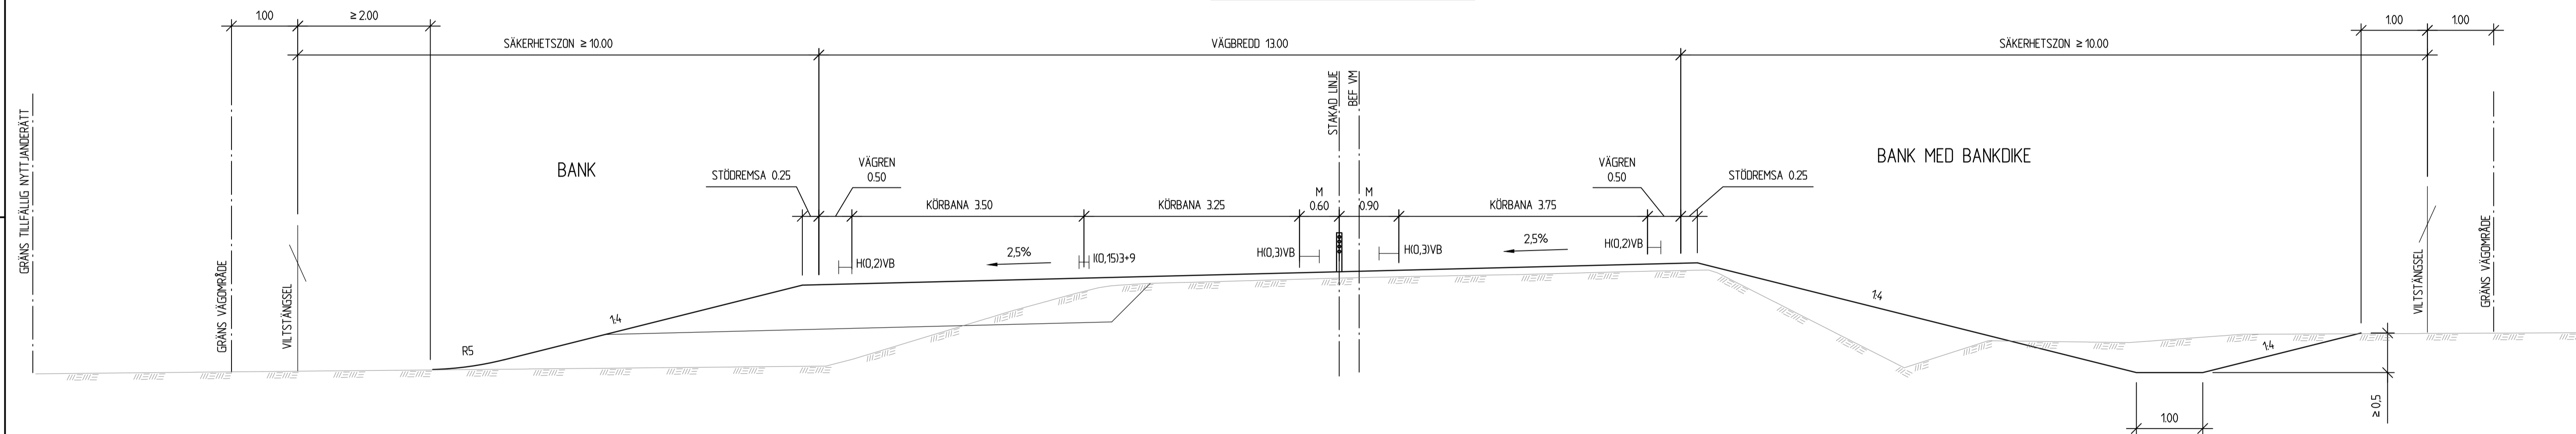 1.00
≥ 2.00
1.00
1.00
SÄKERHETSZON ≥ 10.00
VÄGBREDD 13.00
SÄKERHETSZON ≥ 10.00
GRÄNS TILLFÄLLIG NYTTJANDERÄTT
GRÄNS VÄGOMRÅDE
VILTSTÄNGSEL
BANK
STAKAD LINJE
BEF VM
BANK MED BANKDIKE
STÖDREMSA 0.25
VÄGREN
0.50
VÄGREN
0.50
STÖDREMSA 0.25
KÖRBANA 3.50
KÖRBANA 3.25
M
0.60
M
0.90
KÖRBANA 3.75
H(0,2)VB
2,5%
I(0,15)3+9
H(0,3)VB
H(0,3)VB
2,5%
H(0,2)VB
VILTSTÄNGSEL
GRÄNS VÄGOMRÅDE
R5
1:4
1:4
1:4
≥ 0,5
1.00